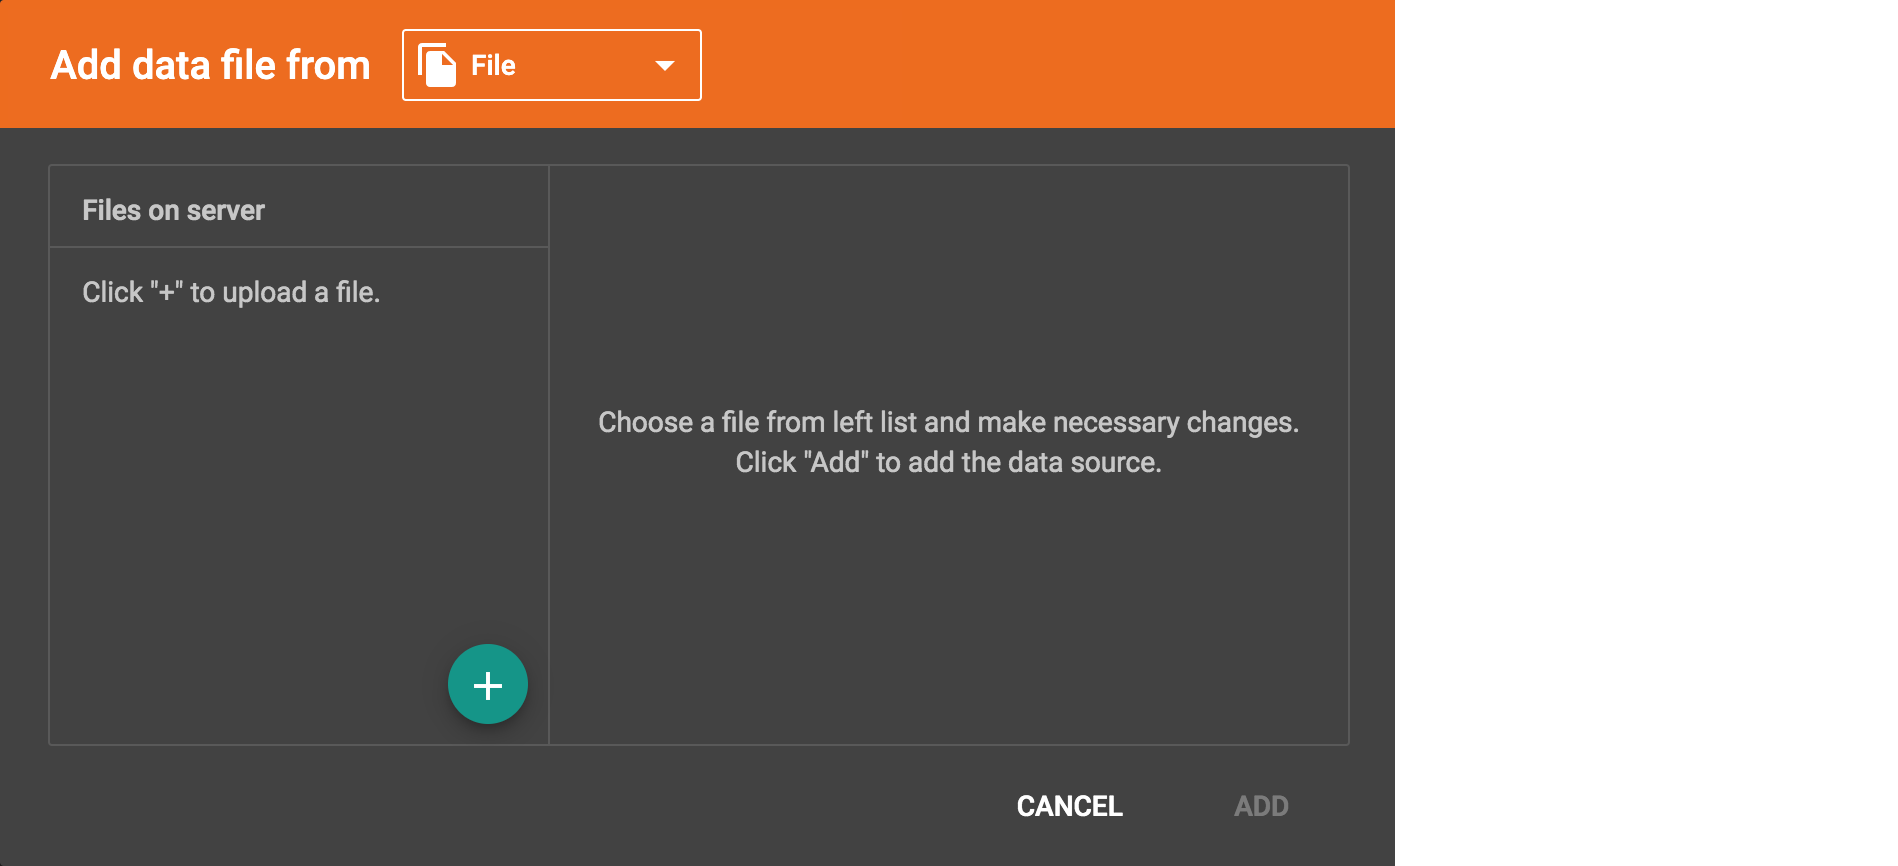 Add data file from
File
Files on server
Click "+" to upload a file.
Choose a file from left list and make necessary changes.
Click "Add" to add the data source.
CANCEL
ADD